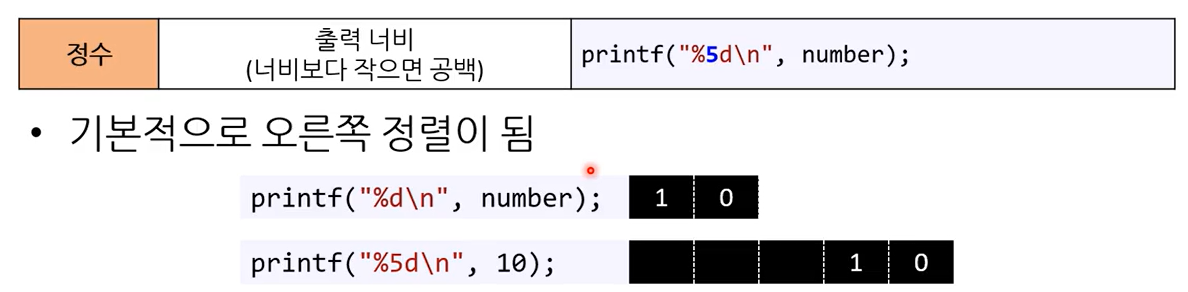 정수
출력 너비
(너비보다 작으면 공백)
printf("%5d\n", number);
• 기본적으로 오른쪽 정렬이 됨
printf("%d\n", number); 1 0
printf("%5d\n", 10); 1 0